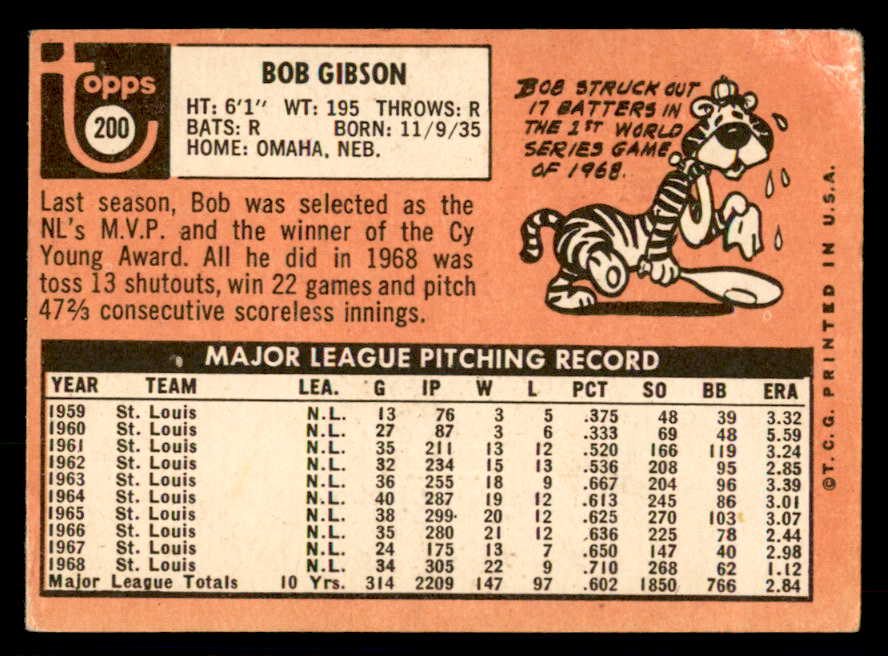 topps
200
BOB GIBSON
HT: 6'1" WT: 195 THROWS: R
BATS: R BORN: 11/9/35
HOME: OMAHA, NEB.
Last season, Bob was selected as the
NL's M.V.P. and the winner of the Cy
Young Award. All he did in 1968 was
toss 13 shutouts, win 22 games and pitch
47⅔ consecutive scoreless innings.
BOB STRUCK OUT
17 BATTERS IN
THE 1ST WORLD
SERIES GAME
OF 1968.
MAJOR LEAGUE PITCHING RECORD
YEAR TEAM LEA. G IP W L PCT SO BB ERA
1959 St. Louis N.L. 13 76 3 5 .375 48 39 3.32
1960 St. Louis N.L. 27 87 3 6 .333 69 48 5.59
1961 St. Louis N.L. 35 211 13 12 .520 166 119 3.24
1962 St. Louis N.L. 32 234 15 13 .536 208 95 2.85
1963 St. Louis N.L. 36 255 18 9 .667 204 96 3.39
1964 St. Louis N.L. 40 287 19 12 .613 245 86 3.01
1965 St. Louis N.L. 38 299 20 12 .625 270 103 3.07
1966 St. Louis N.L. 35 280 21 12 .636 225 78 2.44
1967 St. Louis N.L. 24 175 13 7 .650 147 40 2.98
1968 St. Louis N.L. 34 305 22 9 .710 268 62 1.12
Major League Totals 10 Yrs. 314 2209 147 97 .602 1850 766 2.84
©T.C.G. PRINTED IN U.S.A.